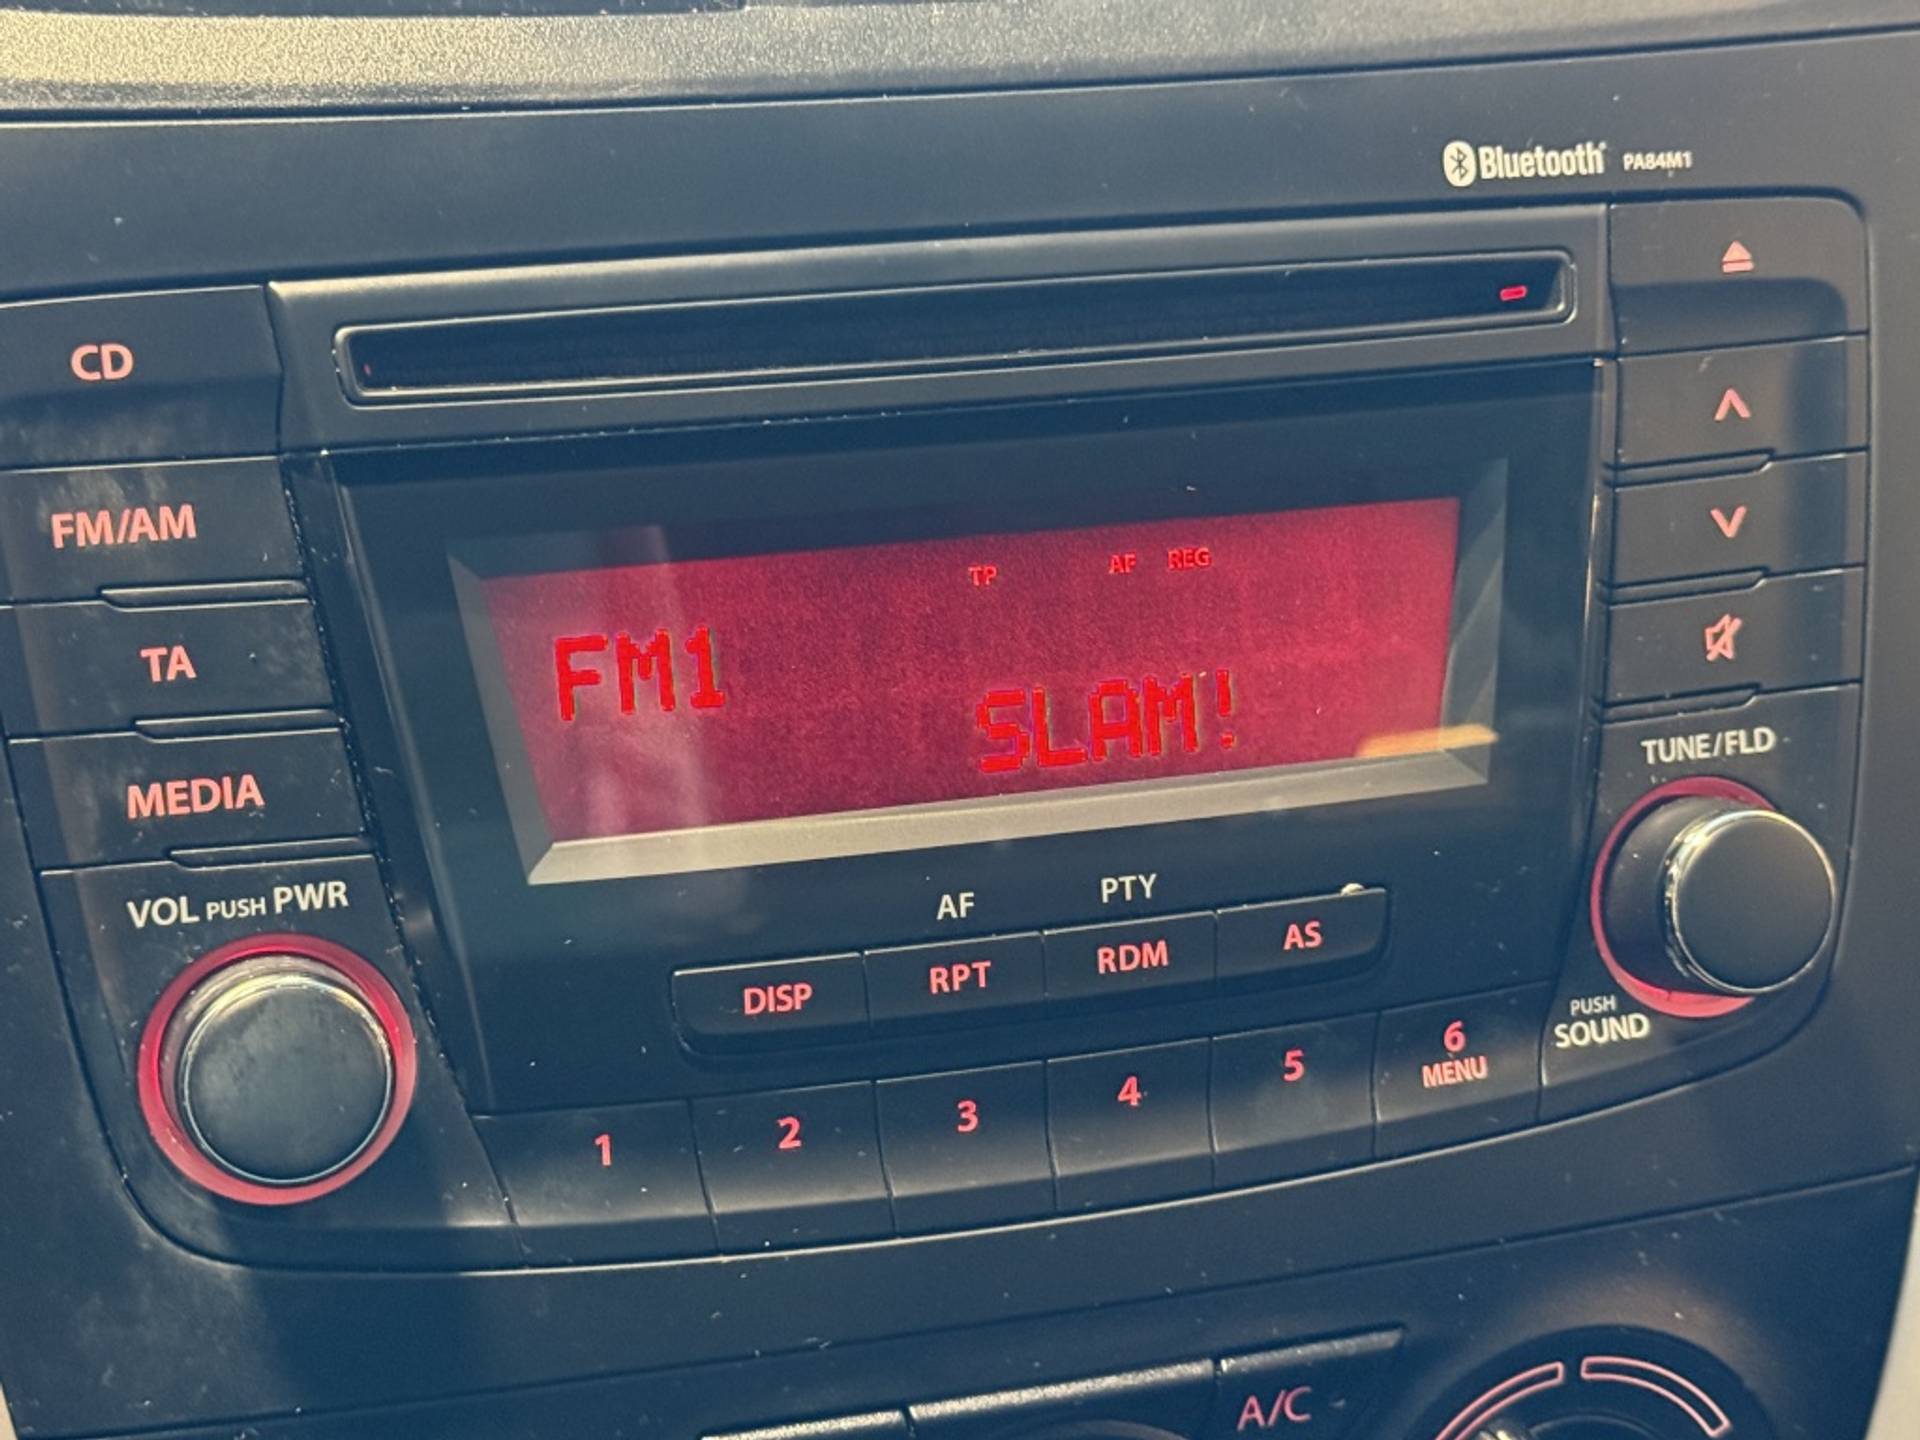 Bluetooth PA84M1
CD
FM/AM
TA
MEDIA
VOL PUSH PWR
TP AF REG
FM1
SLAM!
TUNE/FLD
PUSH
SOUND
AF PTY
DISP RPT RDM AS
1 2 3 4 5 6
MENU
A/C